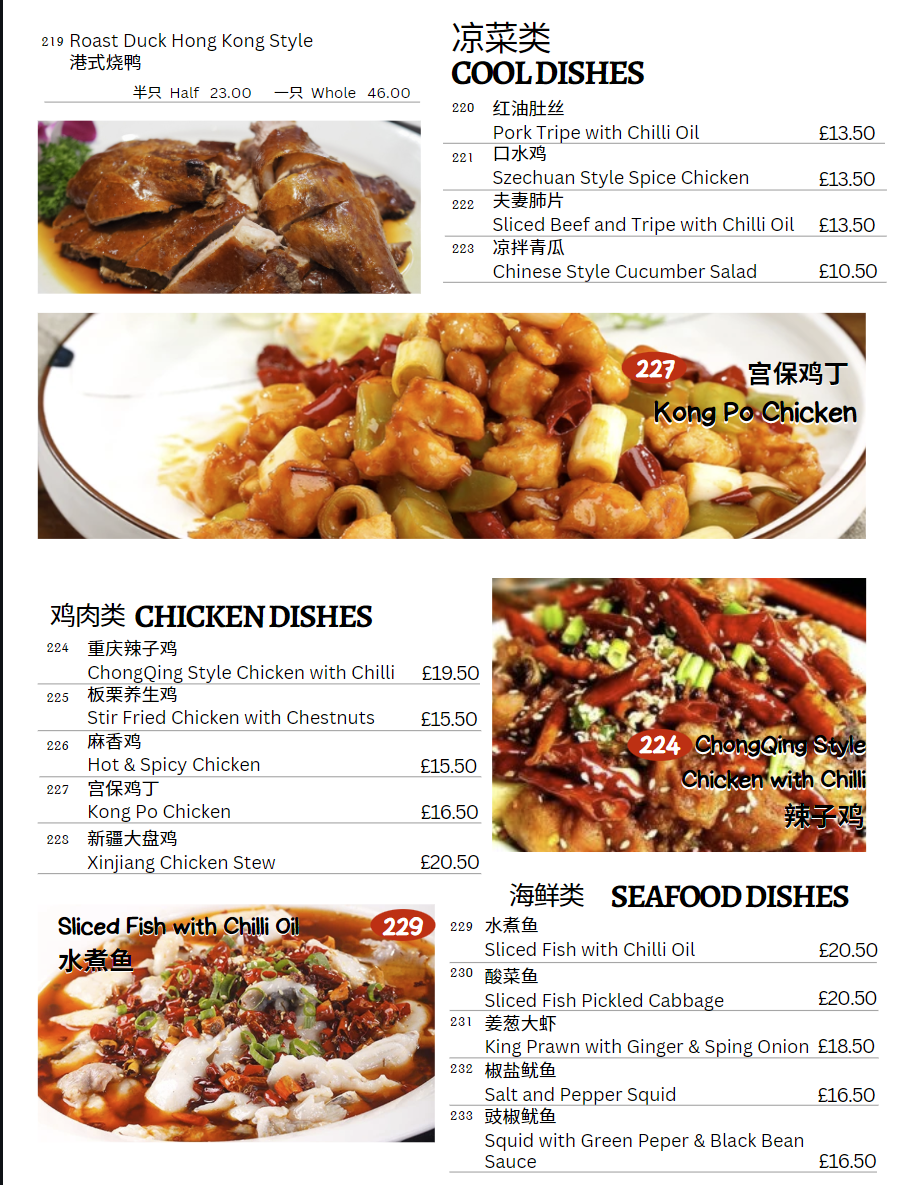 219 Roast Duck Hong Kong Style
港式烧鸭
半只 Half 23.00 一只 Whole 46.00
凉菜类
COOL DISHES
220 红油肚丝
Pork Tripe with Chilli Oil £13.50
221 口水鸡
Szechuan Style Spice Chicken £13.50
222 夫妻肺片
Sliced Beef and Tripe with Chilli Oil £13.50
223 凉拌青瓜
Chinese Style Cucumber Salad £10.50
227 宫保鸡丁
Kong Po Chicken
鸡肉类 CHICKEN DISHES
224 重庆辣子鸡
ChongQing Style Chicken with Chilli £19.50
225 板栗养生鸡
Stir Fried Chicken with Chestnuts £15.50
226 麻香鸡
Hot & Spicy Chicken £15.50
227 宫保鸡丁
Kong Po Chicken £16.50
228 新疆大盘鸡
Xinjiang Chicken Stew £20.50
224 ChongQing Style
Chicken with Chilli
辣子鸡
Sliced Fish with Chilli Oil 229
水煮鱼
海鲜类 SEAFOOD DISHES
229 水煮鱼
Sliced Fish with Chilli Oil £20.50
230 酸菜鱼
Sliced Fish Pickled Cabbage £20.50
231 姜葱大虾
King Prawn with Ginger & Sping Onion £18.50
232 椒盐鱿鱼
Salt and Pepper Squid £16.50
233 豉椒鱿鱼
Squid with Green Peper & Black Bean
Sauce £16.50